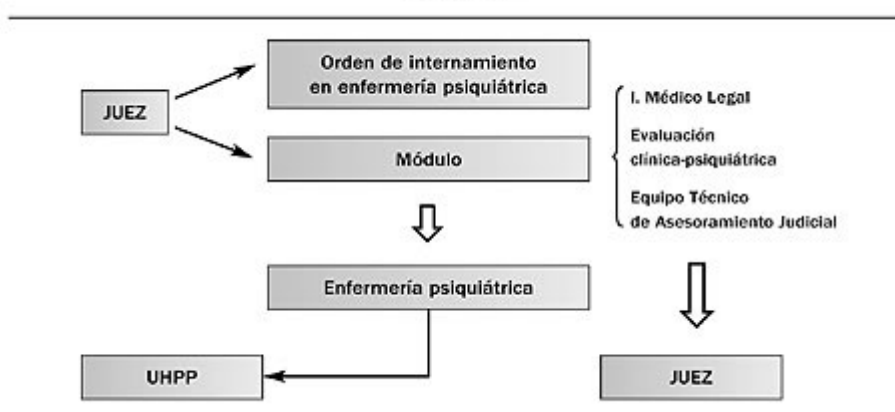 Orden de internamiento
en enfermería psiquiátrica
JUEZ
Módulo
I. Médico Legal
Evaluación
clínica-psiquiátrica
Equipo Técnico
de Asesoramiento Judicial
Enfermería psiquiátrica
UHPP
JUEZ